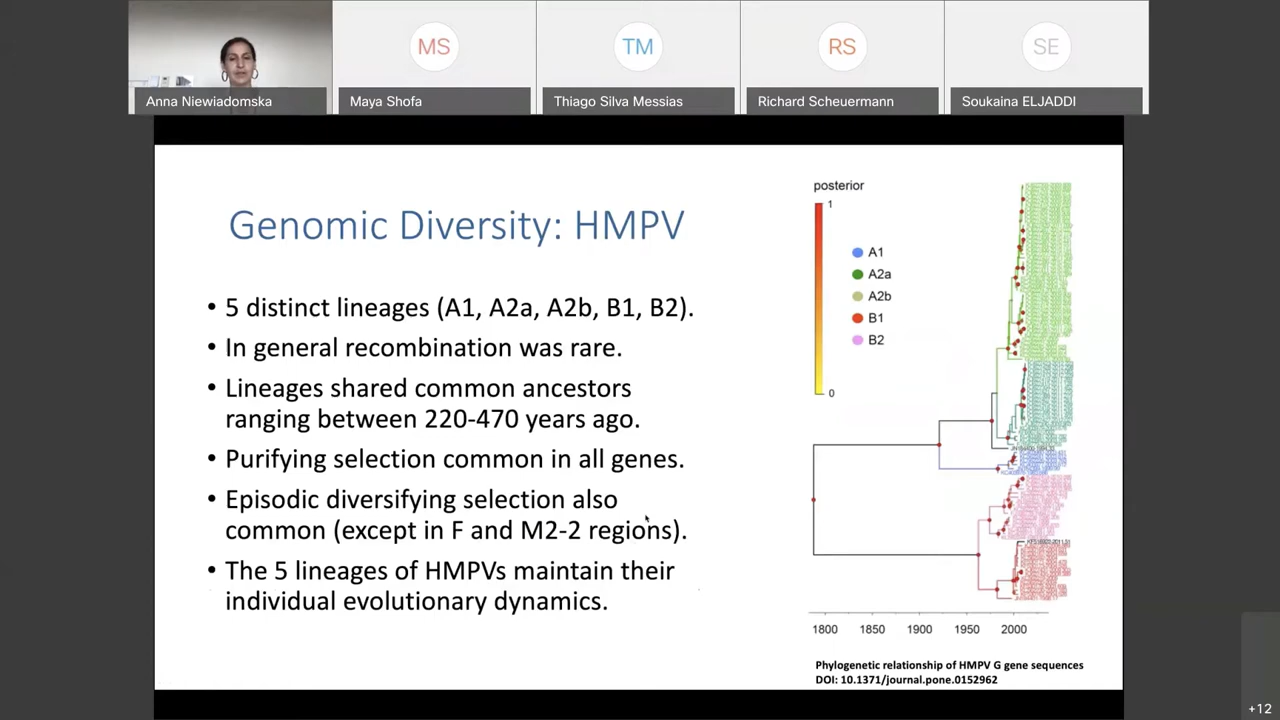 MS
TM
RS
SE
Anna Niewiadomska
Maya Shofa
Thiago Silva Messias
Richard Scheuermann
Soukaina ELJADDI
Genomic Diversity: HMPV
• 5 distinct lineages (A1, A2a, A2b, B1, B2).
• In general recombination was rare.
• Lineages shared common ancestors
ranging between 220-470 years ago.
• Purifying selection common in all genes.
• Episodic diversifying selection also
common (except in F and M2-2 regions).
• The 5 lineages of HMPVs maintain their
individual evolutionary dynamics.
posterior
1
0
A1
A2a
A2b
B1
B2
1800 1850 1900 1950 2000
Phylogenetic relationship of HMPV G gene sequences
DOI: 10.1371/journal.pone.0152962
+12